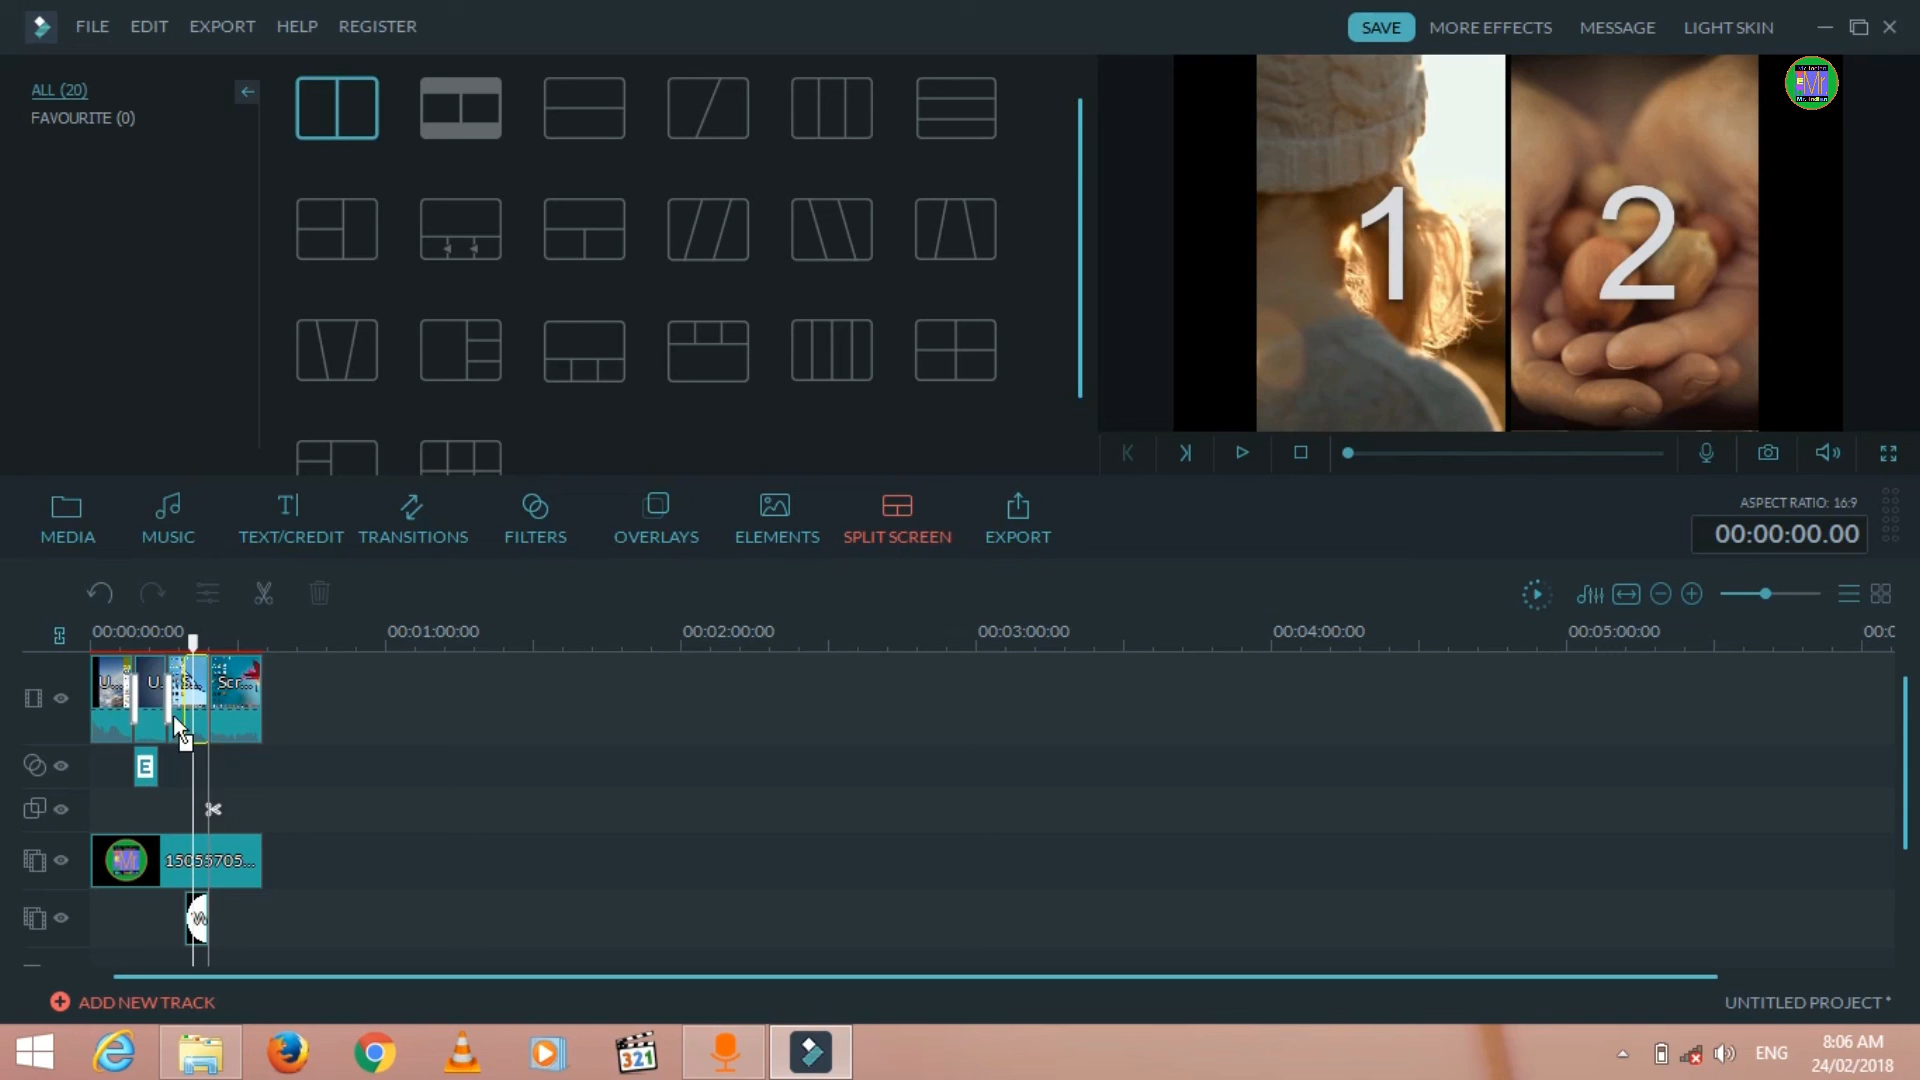 FILE EDIT EXPORT HELP REGISTER
SAVE MORE EFFECTS MESSAGE LIGHT SKIN
ALL (20)
FAVOURITE (0)
1 2
Mr. Indian
MEDIA MUSIC TEXT/CREDIT TRANSITIONS FILTERS OVERLAYS ELEMENTS SPLIT SCREEN EXPORT
ASPECT RATIO: 16:9
00:00:00.00
00:00:00:00 00:01:00:00 00:02:00:00 00:03:00:00 00:04:00:00 00:05:00:00
U... U. S... Scr...
E
15055705...
ADD NEW TRACK
UNTITLED PROJECT *
321
ENG
8:06 AM
24/02/2018